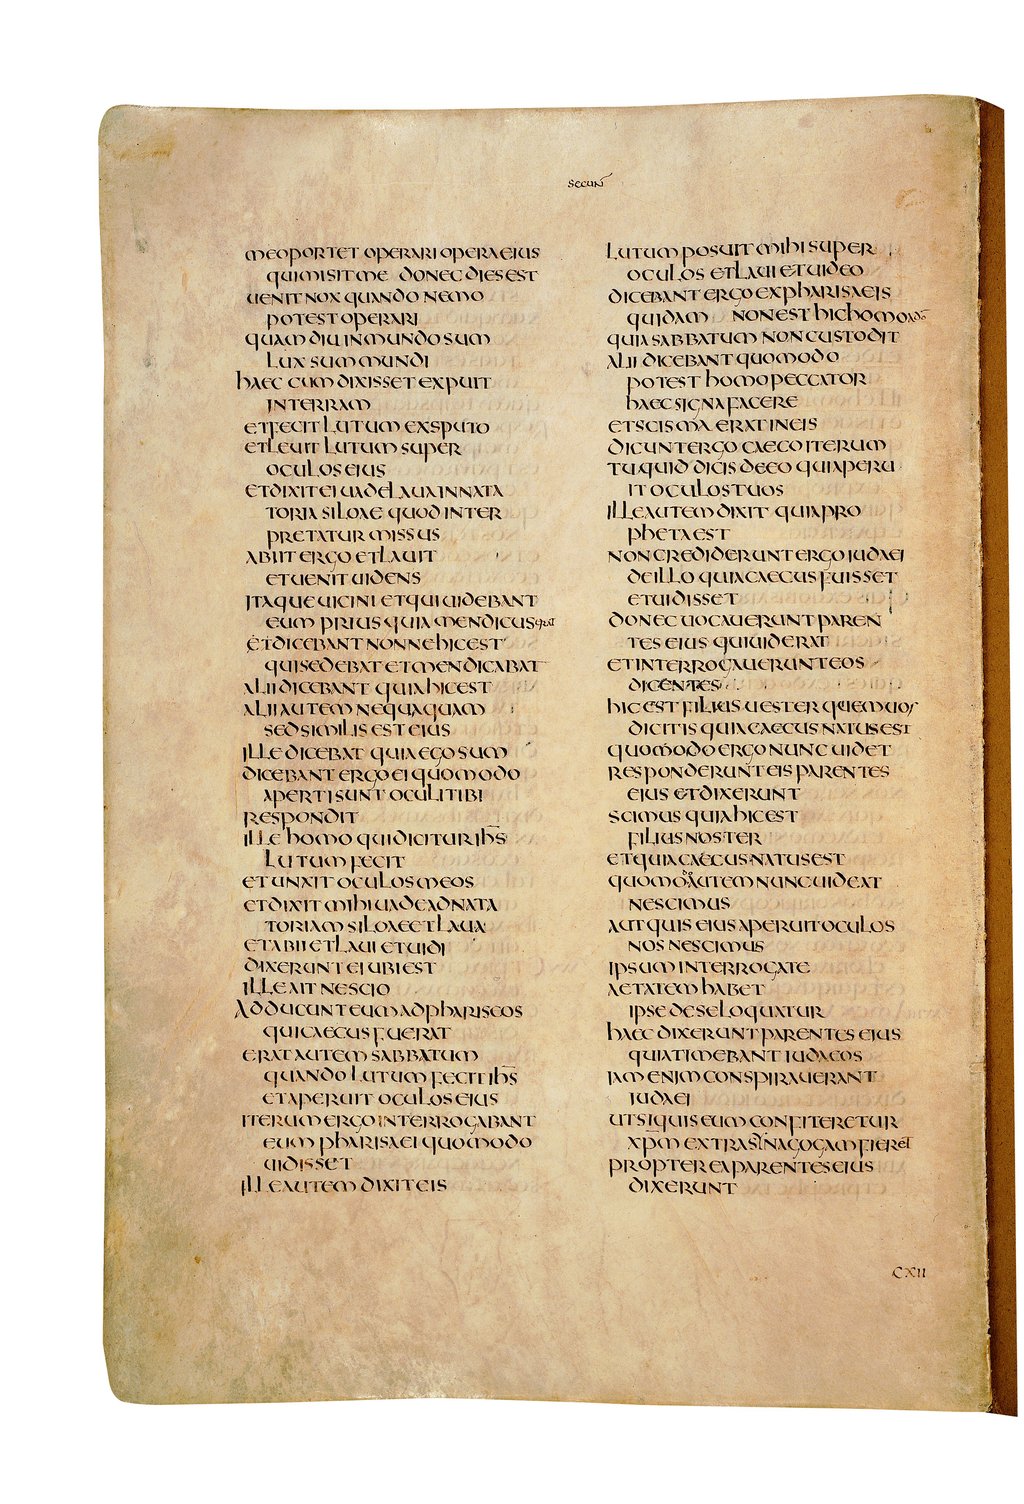 SECUN
ME OPORTET OPERARI OPERA EIUS
QUI MISIT ME DONEC DIES EST
UENIT NOX QUANDO NEMO
POTEST OPERARI
QUAMDIU IN MUNDO SUM
LUX SUM MUNDI
HAEC CUM DIXISSET EXPUIT
IN TERRAM
ET FECIT LUTUM EX SPUTO
ET LEUIT LUTUM SUPER
OCULOS EIUS
ET DIXIT EI UADE LAUA IN NATA
TORIA SILOAE QUOD INTER
PRETATUR MISSUS
ABIIT ERGO ET LAUIT
ET UENIT UIDENS
ITAQUE UICINI ET QUI UIDEBANT
EUM PRIUS QUIA MENDICUS ERAT
ET DICEBANT NONNE HIC EST
QUI SEDEBAT ET MENDICABAT
ALII DICEBANT QUIA HIC EST
ALII AUTEM NEQUAQUAM
SED SIMILIS EST EIUS
ILLE DICEBAT QUIA EGO SUM
DICEBANT ERGO EI QUOMODO
APERTI SUNT OCULI TIBI
RESPONDIT
ILLE HOMO QUI DICITUR IHS
LUTUM FECIT
ET UNXIT OCULOS MEOS
ET DIXIT MIHI UADE AD NATA
TORIAM SILOAE ET LAUA
ET ABII ET LAUI ET UIDI
DIXERUNT EI UBI EST
ILLE AIT NESCIO
ADDUCUNT EUM AD PHARISEOS
QUI CAECUS FUERAT
ERAT AUTEM SABBATUM
QUANDO LUTUM FECIT IHS
ET APERUIT OCULOS EIUS
ITERUM ERGO INTERROGABANT
EUM PHARISAEI QUOMODO
UIDISSET
ILLE AUTEM DIXIT EIS
LUTUM POSUIT MIHI SUPER
OCULOS ET LAUI ET UIDEO
DICEBANT ERGO EX PHARISAEIS
QUIDAM NON EST HIC HOMO A DO
QUIA SABBATUM NON CUSTODIT
ALII DICEBANT QUOMODO
POTEST HOMO PECCATOR
HAEC SIGNA FACERE
ET SCISMA ERAT IN EIS
DICUNT ERGO CAECO ITERUM
TU QUID DICIS DE EO QUI APERU
IT OCULOS TUOS
ILLE AUTEM DIXIT QUIA PRO
PHETA EST
NON CREDIDERUNT ERGO IUDAEI
DE ILLO QUIA CAECUS FUISSET
ET UIDISSET
DONEC UOCAUERUNT PAREN
TES EIUS QUI UIDERAT
ET INTERROGAUERUNT EOS
DICENTES
HIC EST FILIUS UESTER QUEM UOS
DICITIS QUIA CAECUS NATUS EST
QUOMODO ERGO NUNC UIDET
RESPONDERUNT EIS PARENTES
EIUS ET DIXERUNT
SCIMUS QUIA HIC EST
FILIUS NOSTER
ET QUIA CAECUS NATUS EST
QUOMODO AUTEM NUNC UIDEAT
NESCIMUS
AUT QUIS EIUS APERUIT OCULOS
NOS NESCIMUS
IPSUM INTERROGATE
AETATEM HABET
IPSE DE SE LOQUATUR
HAEC DIXERUNT PARENTES EIUS
QUIA TIMEBANT IUDAEOS
IAM ENIM CONSPIRAUERANT
IUDAEI
UT SI QUIS EUM CONFITERETUR
XPM EXTRA SYNAGOGAM FIERET
PROPTEREA PARENTES EIUS
DIXERUNT
CXII